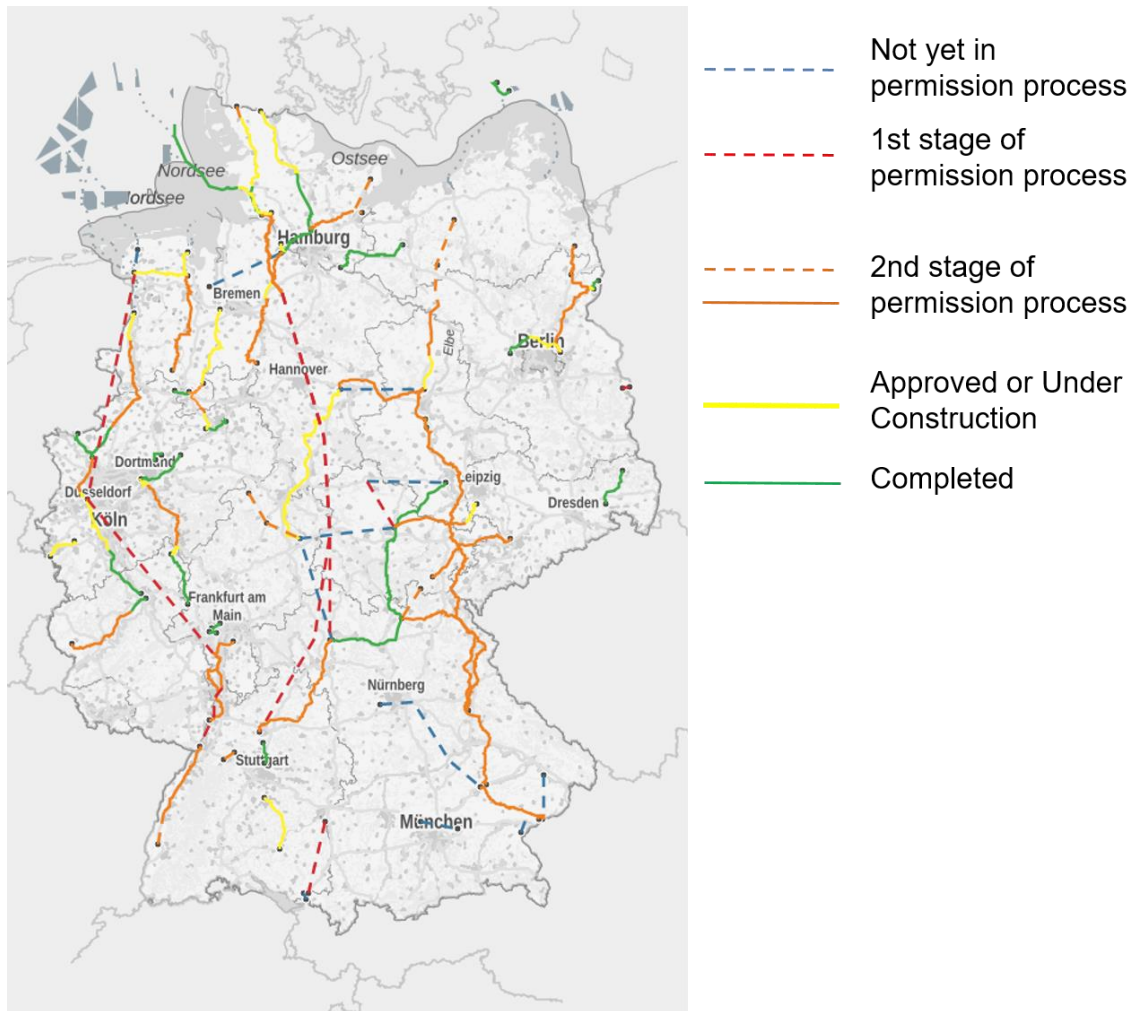 Not yet in
permission process
1st stage of
permission process
2nd stage of
permission process
Approved or Under
Construction
Completed
Ostsee
Nordsee
ordsee
Hamburg
Bremen
Elbe
Berlin
Hannover
Dortmund
Leipzig
Düsseldorf
Dresden
Köln
Frankfurt am
Main
Nürnberg
Stuttgart
München